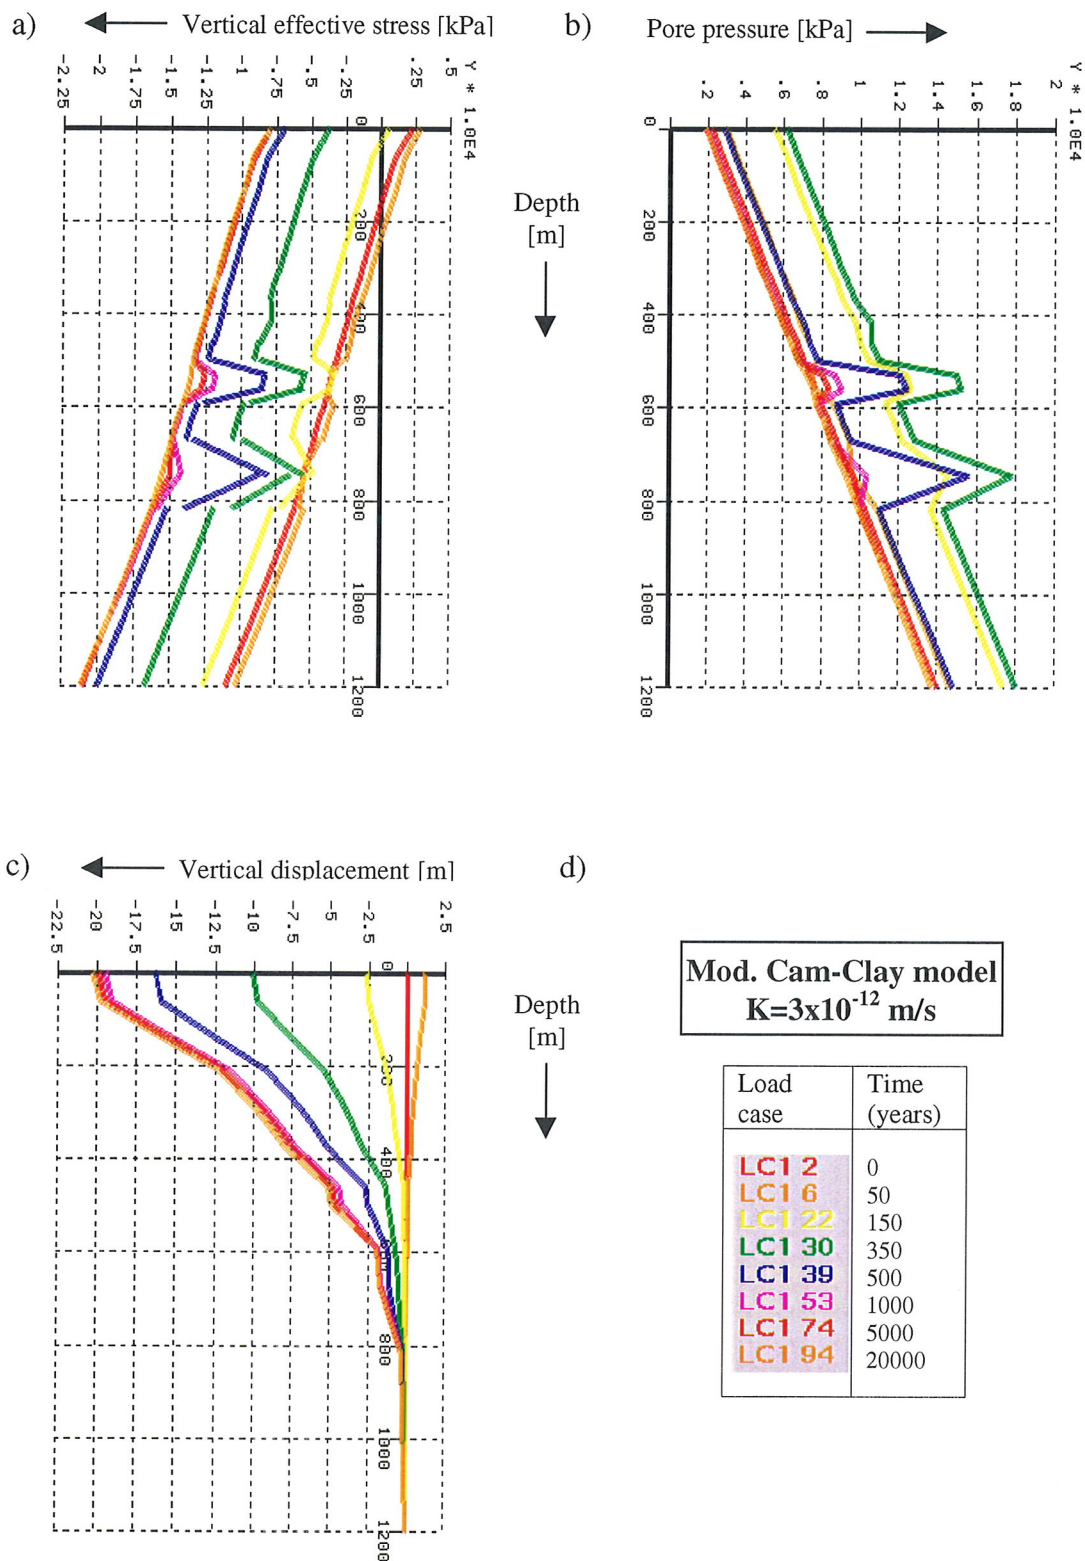 a)
Vertical effective stress [kPa]
b)
Pore pressure [kPa]
-2.25
-2
-1.75
-1.5
-1.25
-1
-.75
-.5
-.25
0
.25
.5
Y * 1.0E4
200
400
600
800
1000
1200
Depth
[m]
.2
.4
.6
.8
1
1.2
1.4
1.6
1.8
2
Y * 1.0E4
0
200
400
600
800
1000
1200
c)
Vertical displacement [m]
d)
-22.5
-20
-17.5
-15
-12.5
-10
-7.5
-5
-2.5
0
2.5
200
400
600
800
1000
1200
Depth
[m]
Mod. Cam-Clay model
K=3x10⁻¹² m/s
Load case Time (years)
LC1 2 0
LC1 6 50
LC1 22 150
LC1 30 350
LC1 39 500
LC1 53 1000
LC1 74 5000
LC1 94 20000